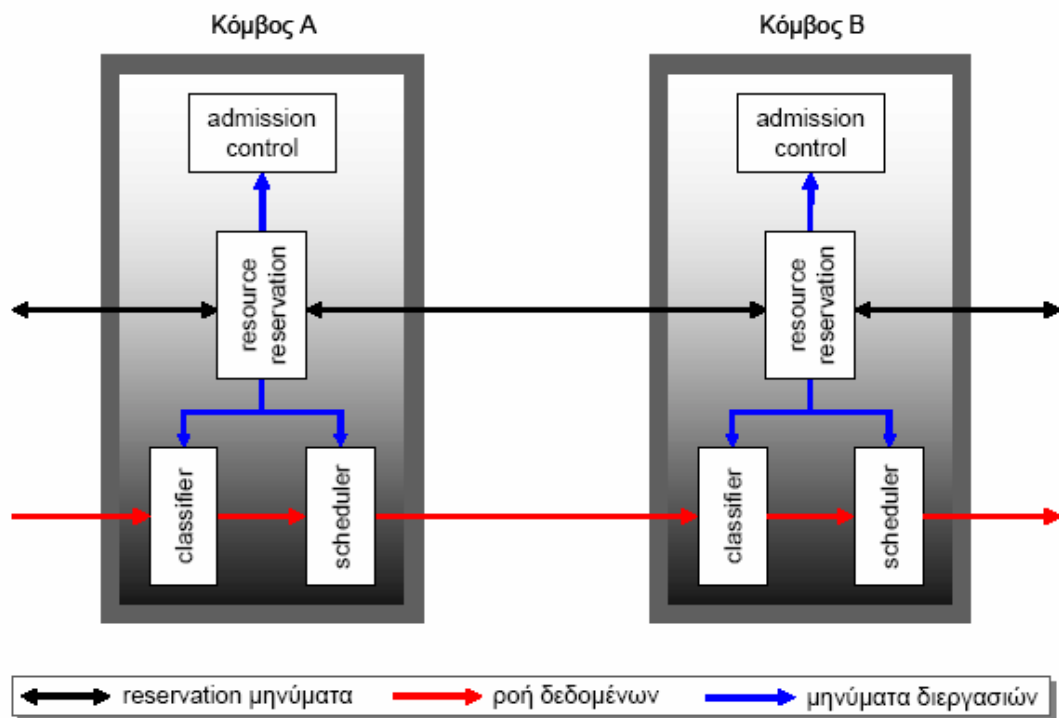 Κόμβος Α
Κόμβος Β
admission
control
admission
control
resource
reservation
resource
reservation
classifier
scheduler
classifier
scheduler
reservation μηνύματα
ροή δεδομένων
μηνύματα διεργασιών